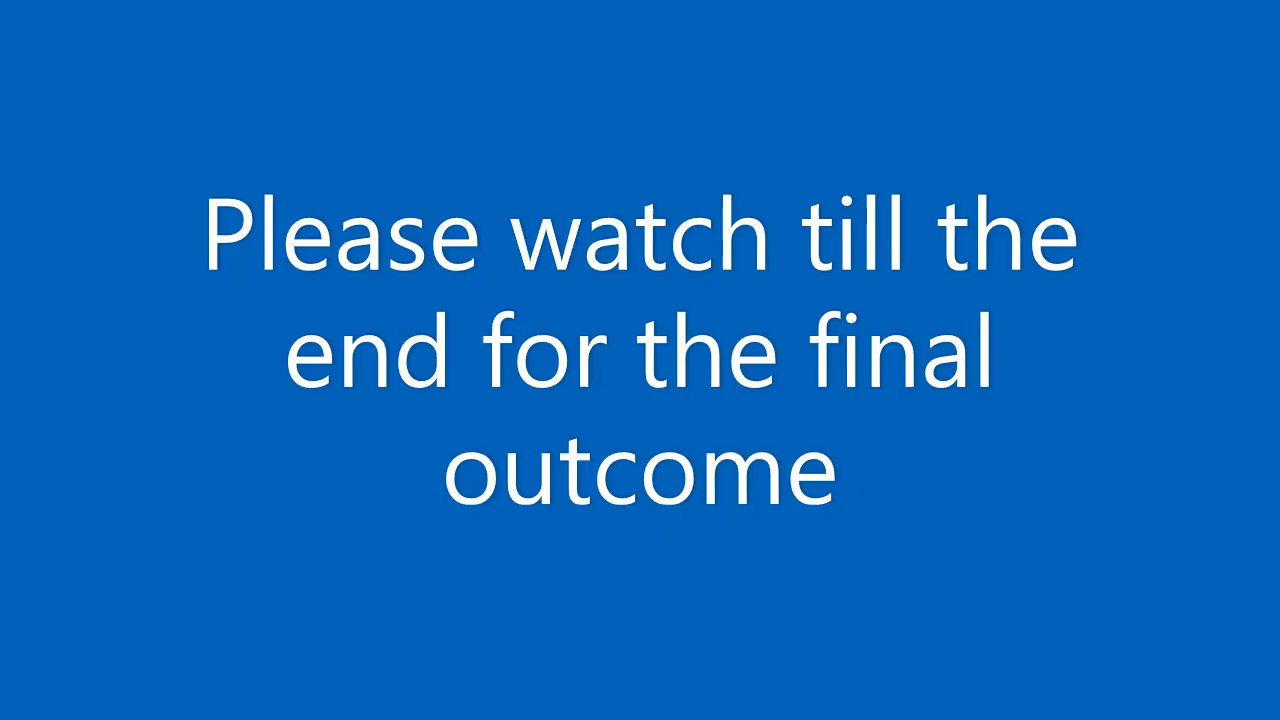 Please watch till the
end for the final
outcome